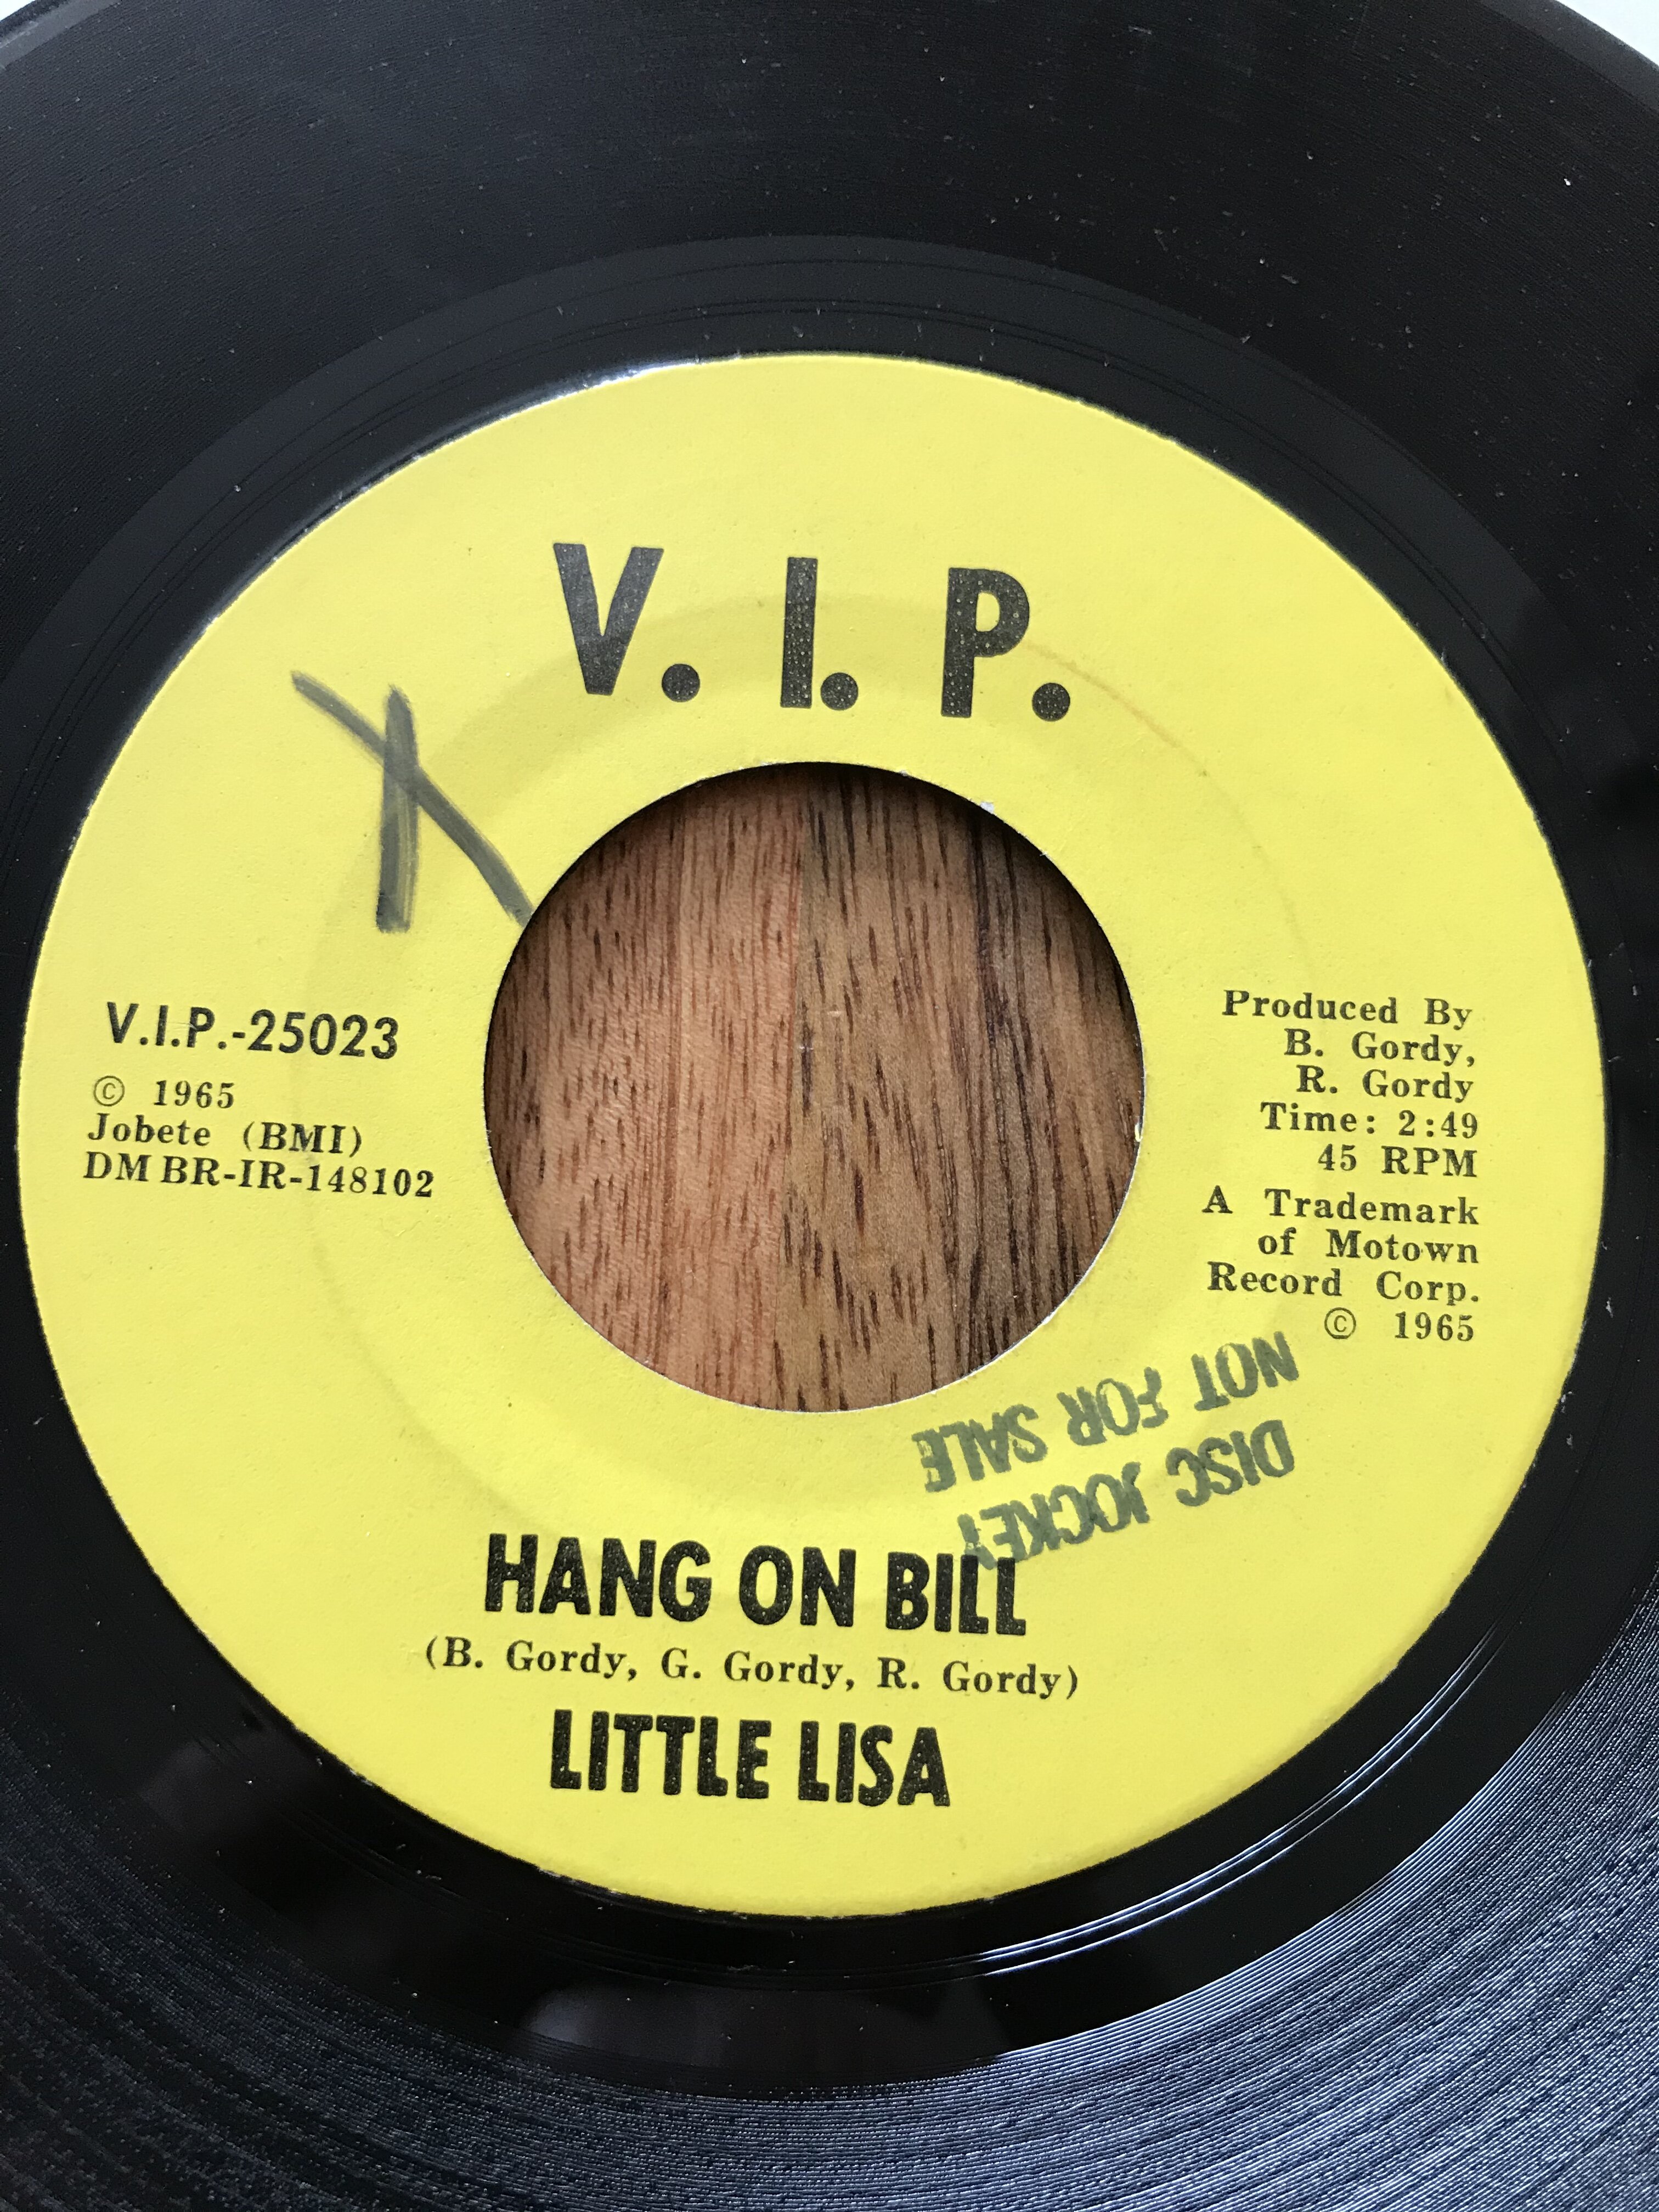 V. I. P.
X
V.I.P.-25023
© 1965
Jobete (BMI)
DM BR-IR-148102
Produced By
B. Gordy,
R. Gordy
Time: 2:49
45 RPM
A Trademark
of Motown
Record Corp.
© 1965
DISC JOCKEY
NOT FOR SALE
HANG ON BILL
(B. Gordy, G. Gordy, R. Gordy)
LITTLE LISA